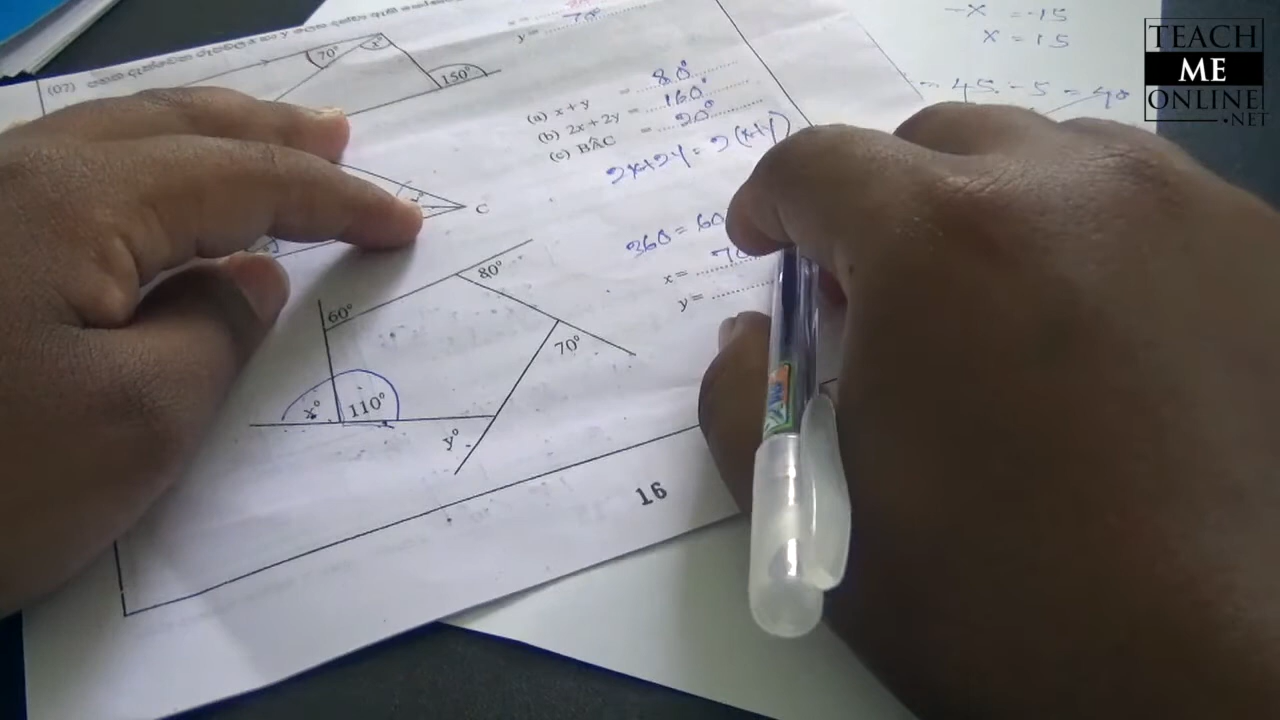 -x = -15
x = 15
= 45 - 5 = 40
TEACH
ME
ONLINE
.NET
y = 70°
(07)
70°
x°
150°
(a) x + y = 80°
(b) 2x + 2y = 160°
(c) BÂC = 20°
2x+2y = 2(x+y)
C
360 = 60
x = 70
y =
80°
60°
70°
x°
110°
y°
16